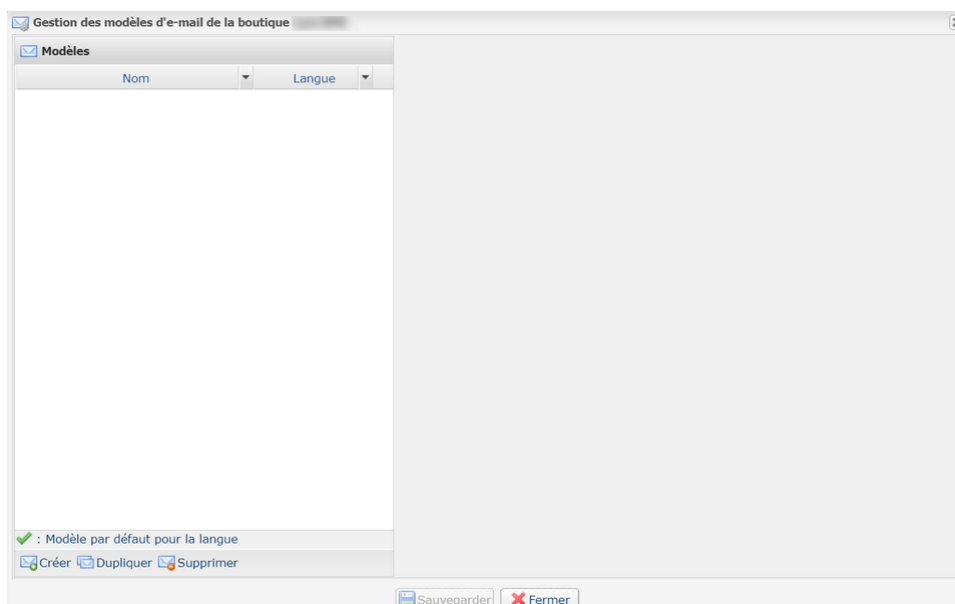 Gestion des modèles d'e-mail de la boutique
Modèles
Nom Langue
: Modèle par défaut pour la langue
Créer Dupliquer Supprimer
Sauvegarder Fermer